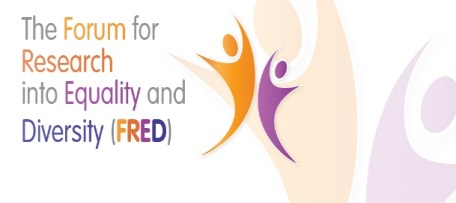 The Forum for
Research
into Equality and
Diversity (FRED)